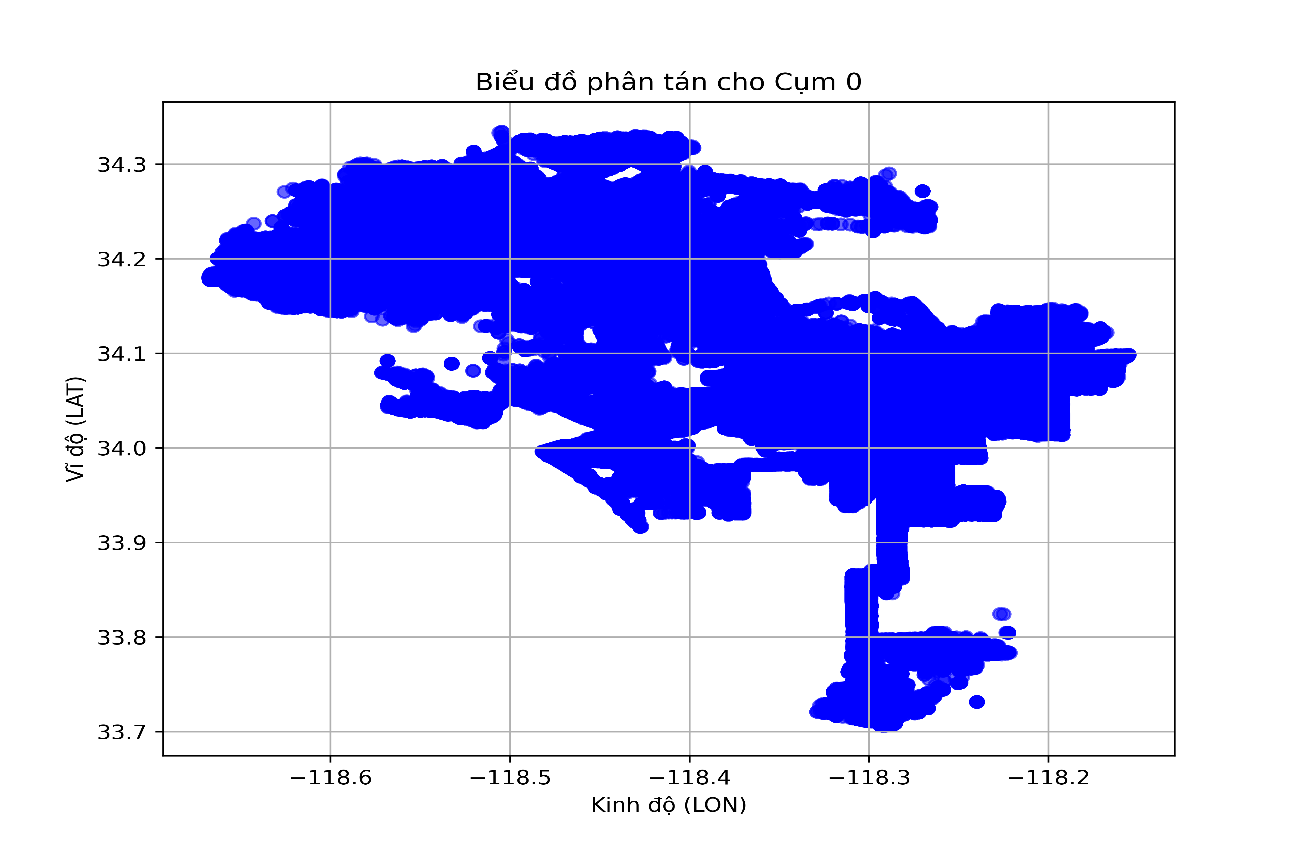 Biểu đồ phân tán cho Cụm 0
34.3
34.2
34.1
34.0
33.9
33.8
33.7
Vĩ độ (LAT)
−118.6 −118.5 −118.4 −118.3 −118.2
Kinh độ (LON)